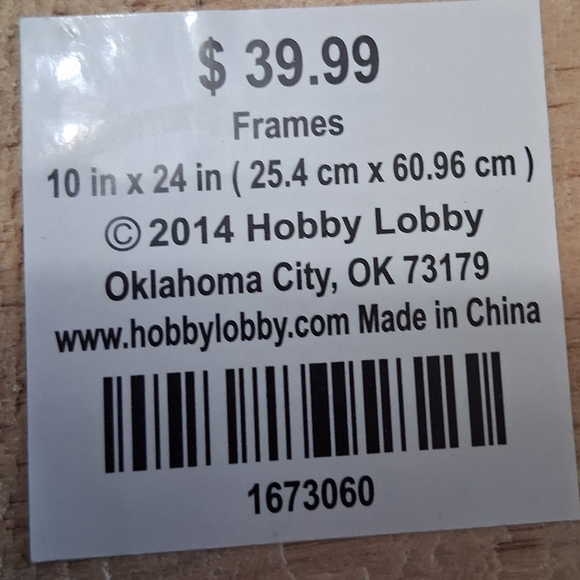 $ 39.99
Frames
10 in x 24 in ( 25.4 cm x 60.96 cm )
© 2014 Hobby Lobby
Oklahoma City, OK 73179
www.hobbylobby.com Made in China
1673060